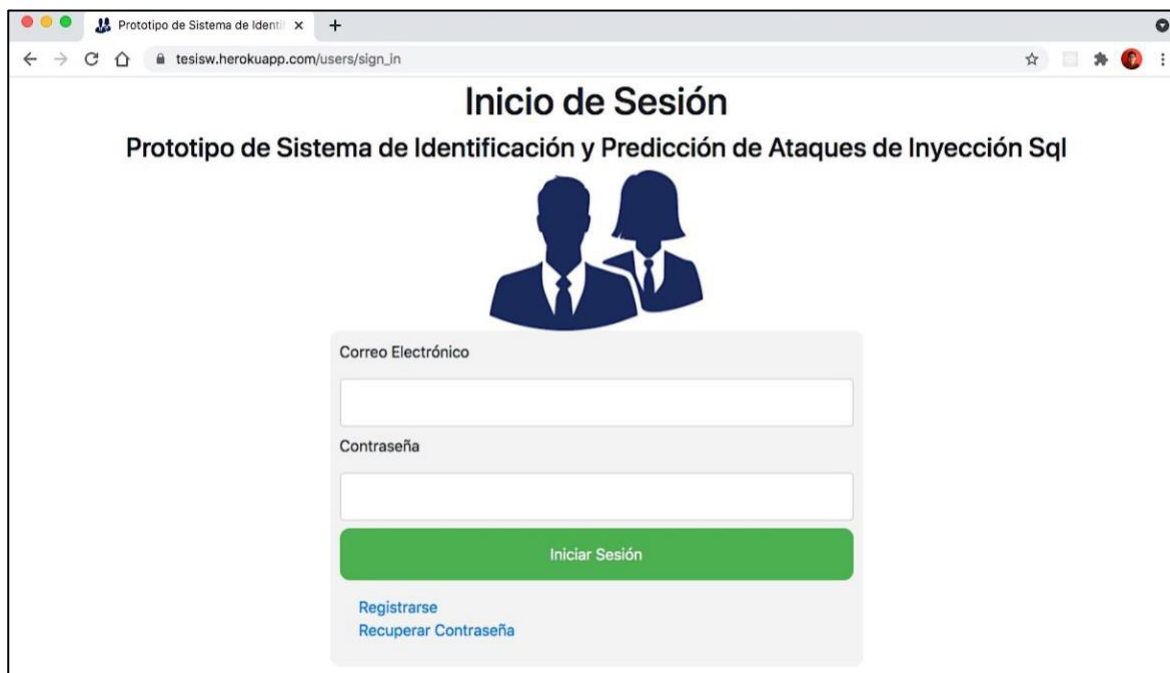 Prototipo de Sistema de Identif
tesisw.herokuapp.com/users/sign_in
Inicio de Sesión
Prototipo de Sistema de Identificación y Predicción de Ataques de Inyección Sql
Correo Electrónico
Contraseña
Iniciar Sesión
Registrarse
Recuperar Contraseña